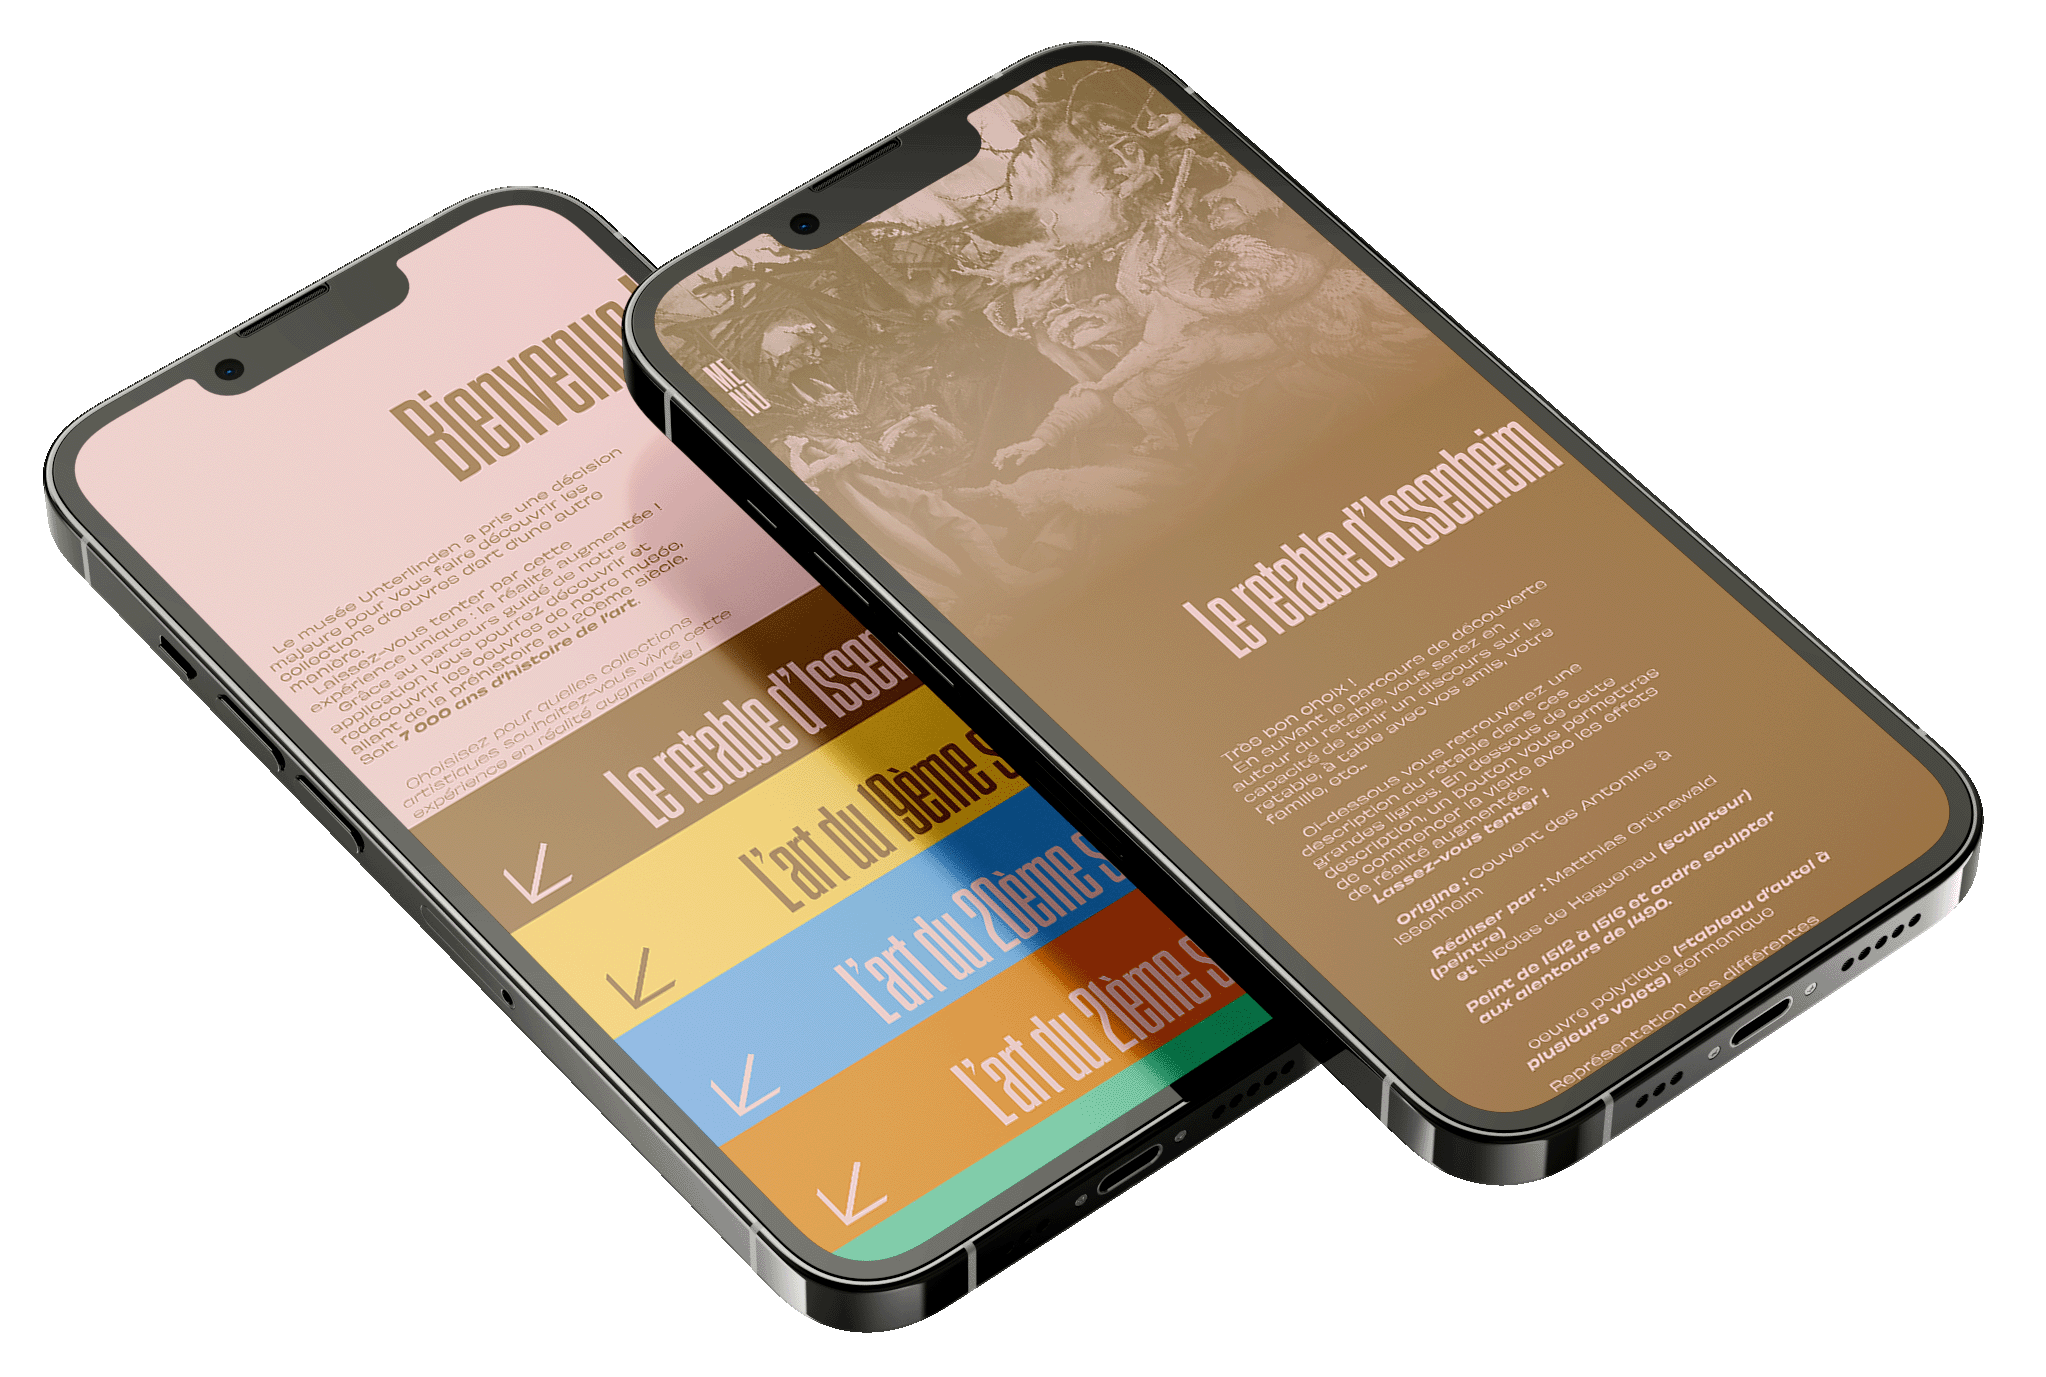 Bienvenu
Le musée Unterlinden a pris une décision
majeure pour vous faire découvrir les
collections d'oeuvres d'art d'une autre
manière.
Laissez-vous tenter par cette
expérience unique : la réalité augmentée !
Grâce au parcours guidé de notre
application vous pourrez découvrir et
redécouvrir les oeuvres de notre musée,
allant de la préhistoire au 20ème siècle.
Soit 7 000 ans d'histoire de l'art.
Choisisez pour quelles collections
artistiques souhaitez-vous vivre cette
expérience en réalité augmentée !
Le retable d'Issen
L'art du 19ème S
L'art du 20ème S
L'art du 21ème S
ME
NU
Le retable d'Issenheim
Très bon choix !
En suivant le parcours de découverte
autour du retable, vous serez en
capacité de tenir un discours sur le
retable, à table avec vos amis, votre
famille, etc..
Ci-dessous vous retrouverez une
description du retable dans ces
grandes lignes. En dessous de cette
description, un bouton vous permettras
de commencer la visite avec les effets
de réalité augmentée.
Lassez-vous tenter !
Origine : Couvent des Antonins à
Issenheim
Réaliser par : Matthias Grünewald
(peintre)
et Nicolas de Haguenau (sculpteur)
Peint de 1512 à 1516 et cadre sculpter
aux alentours de 1490.
oeuvre polytique (=tableau d'autel à
plusieurs volets) germanique
Représentation des différentes